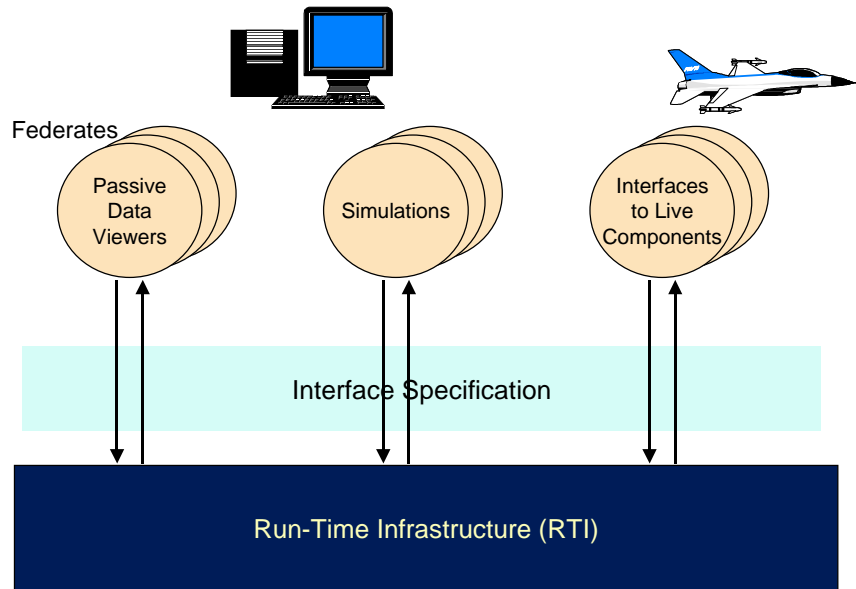 Federates
Passive
Data
Viewers
Simulations
Interfaces
to Live
Components
Interface Specification
Run-Time Infrastructure (RTI)